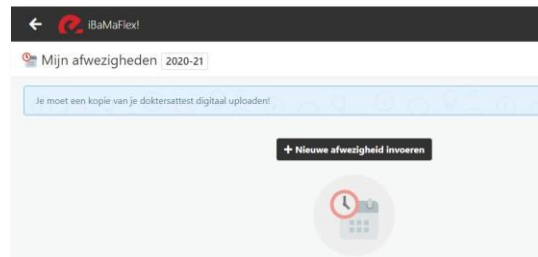 iBaMaFlex!
Mijn afwezigheden 2020-21
Je moet een kopie van je doktersattest digitaal uploaden!
+ Nieuwe afwezigheid invoeren